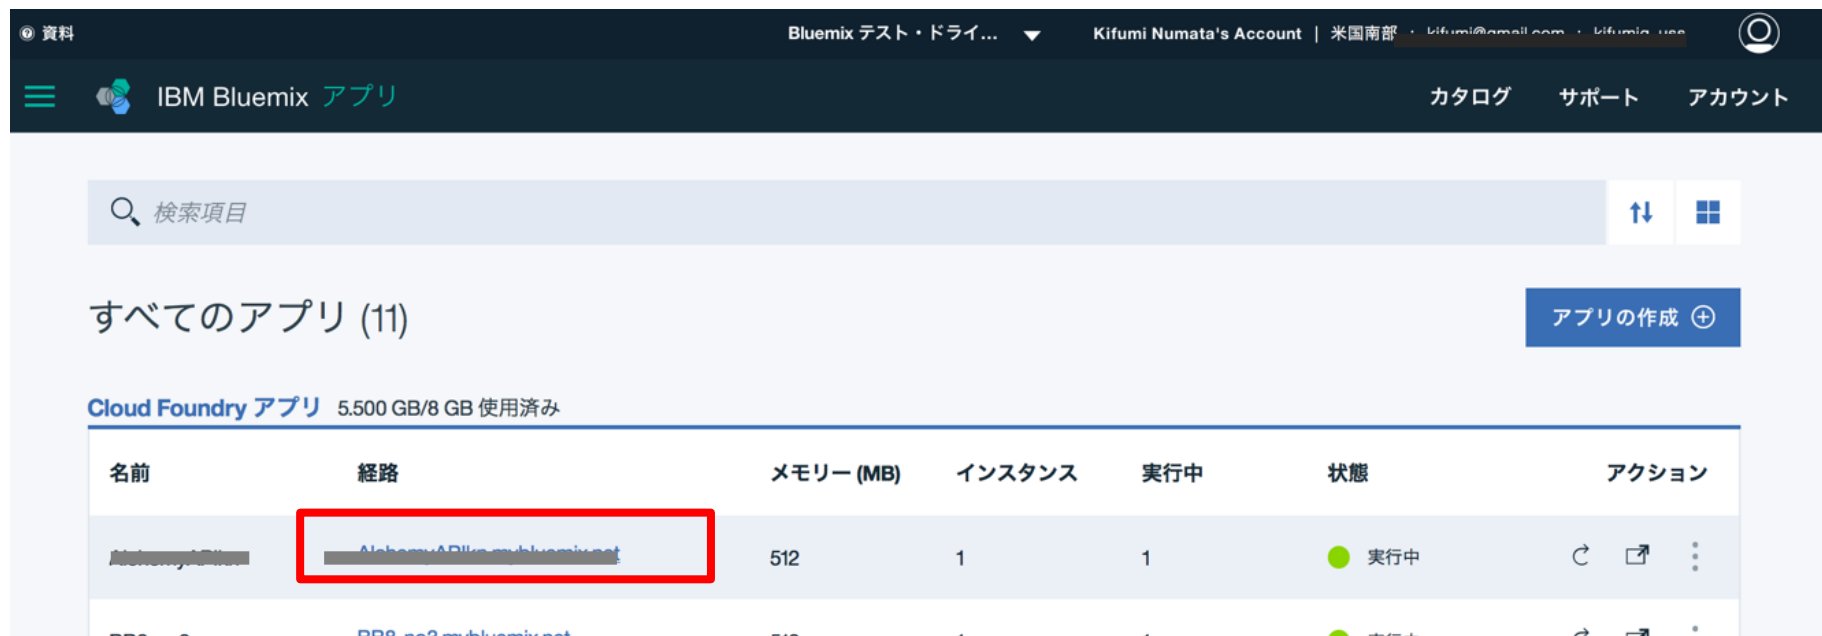 資料
Bluemix テスト・ドライ...
Kifumi Numata's Account | 米国南部 :
IBM Bluemix アプリ
カタログ サポート アカウント
検索項目
すべてのアプリ (11)
アプリの作成
Cloud Foundry アプリ 5.500 GB/8 GB 使用済み
名前 経路 メモリー (MB) インスタンス 実行中 状態 アクション
512 1 1 実行中